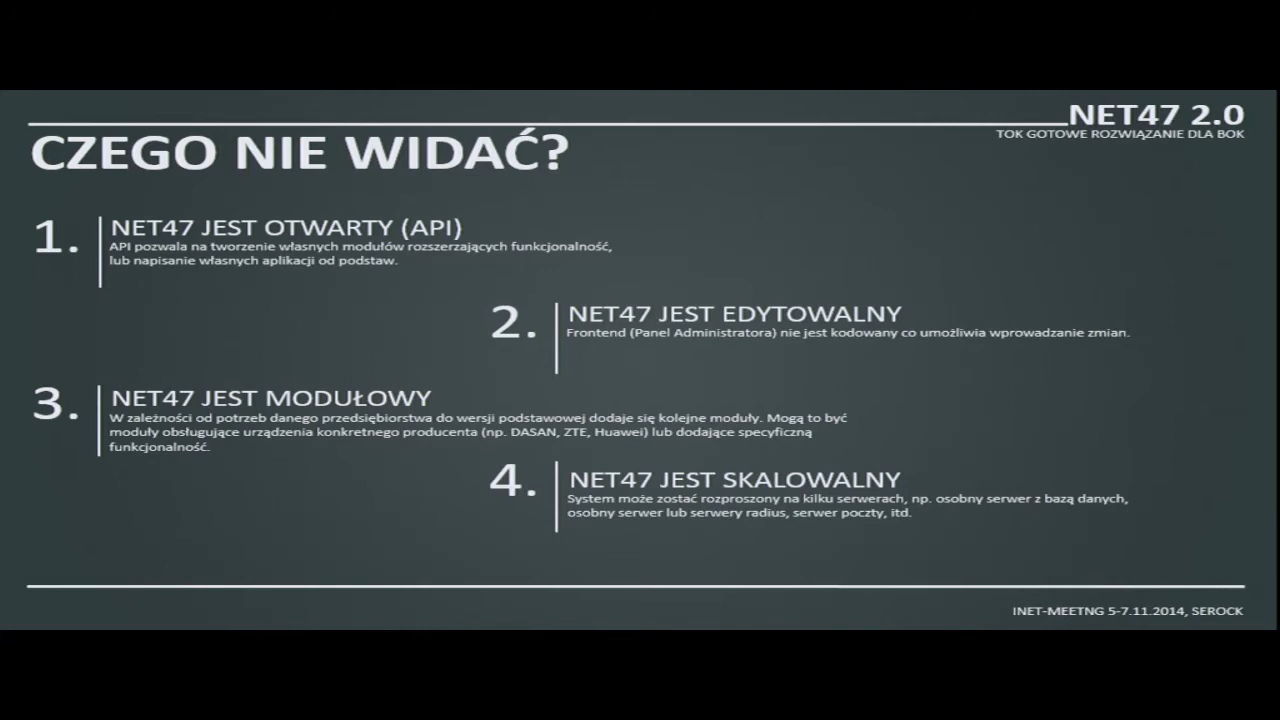 NET47 2.0
TOK GOTOWE ROZWIĄZANIE DLA BOK
CZEGO NIE WIDAĆ?
1.
NET47 JEST OTWARTY (API)
API pozwala na tworzenie własnych modułów rozszerzających funkcjonalność,
lub napisanie własnych aplikacji od podstaw.
2.
NET47 JEST EDYTOWALNY
Frontend (Panel Administratora) nie jest kodowany co umożliwia wprowadzanie zmian.
3.
NET47 JEST MODUŁOWY
W zależności od potrzeb danego przedsiębiorstwa do wersji podstawowej dodaje się kolejne moduły. Mogą to być
moduły obsługujące urządzenia konkretnego producenta (np. DASAN, ZTE, Huawei) lub dodające specyficzną
funkcjonalność.
4.
NET47 JEST SKALOWALNY
System może zostać rozproszony na kilku serwerach, np. osobny serwer z bazą danych,
osobny serwer lub serwery radius, serwer poczty, itd.
INET-MEETNG 5-7.11.2014, SEROCK